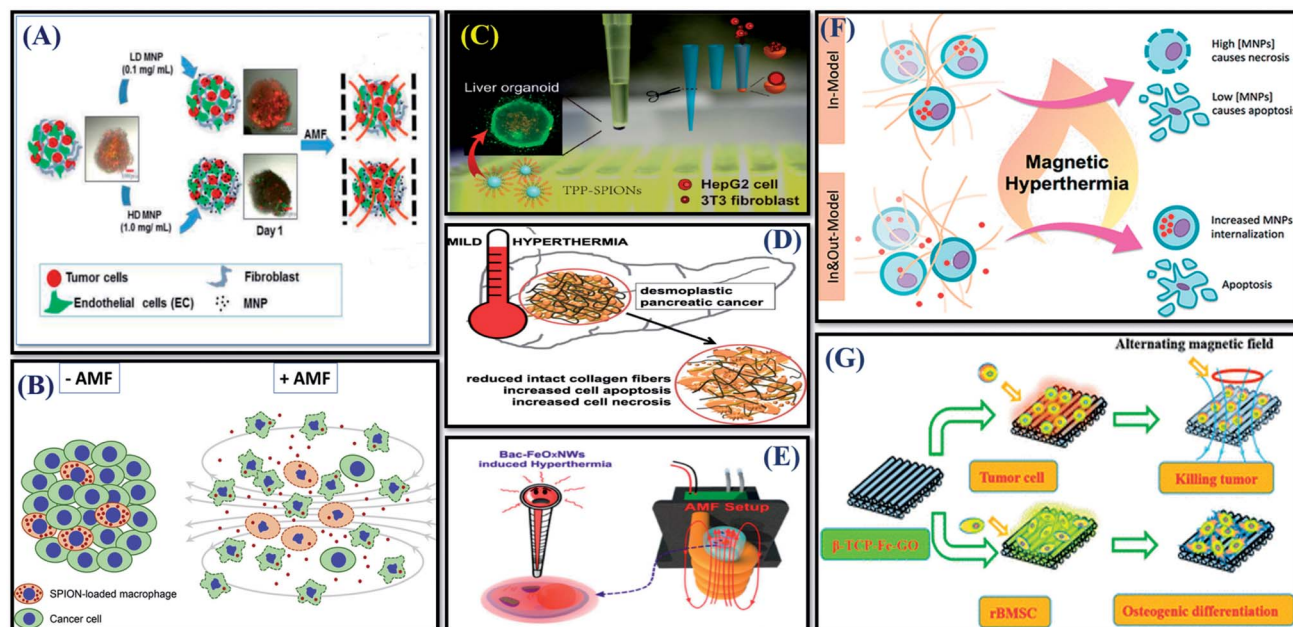 (A)
LD MNP
(0.1 mg/ mL)
AMF
HD MNP
(1.0 mg/ mL)
Day 1
Tumor cells
Fibroblast
Endothelial cells (EC)
MNP
(B)
- AMF
+ AMF
SPION-loaded macrophage
Cancer cell
(C)
Liver organoid
TPP-SPIONs
HepG2 cell
3T3 fibroblast
(D)
MILD HYPERTHERMIA
desmoplastic
pancreatic cancer
reduced intact collagen fibers
increased cell apoptosis
increased cell necrosis
(E)
Bac-FeOxNWs
induced Hyperthermia
AMF Setup
(F)
In-Model
High [MNPs]
causes necrosis
Low [MNPs]
causes apoptosis
Magnetic
Hyperthermia
In&Out-Model
Increased MNPs
internalization
Apoptosis
(G)
Alternating magnetic field
Tumor cell
Killing tumor
β-TCP-Fe-GO
rBMSC
Osteogenic differentiation